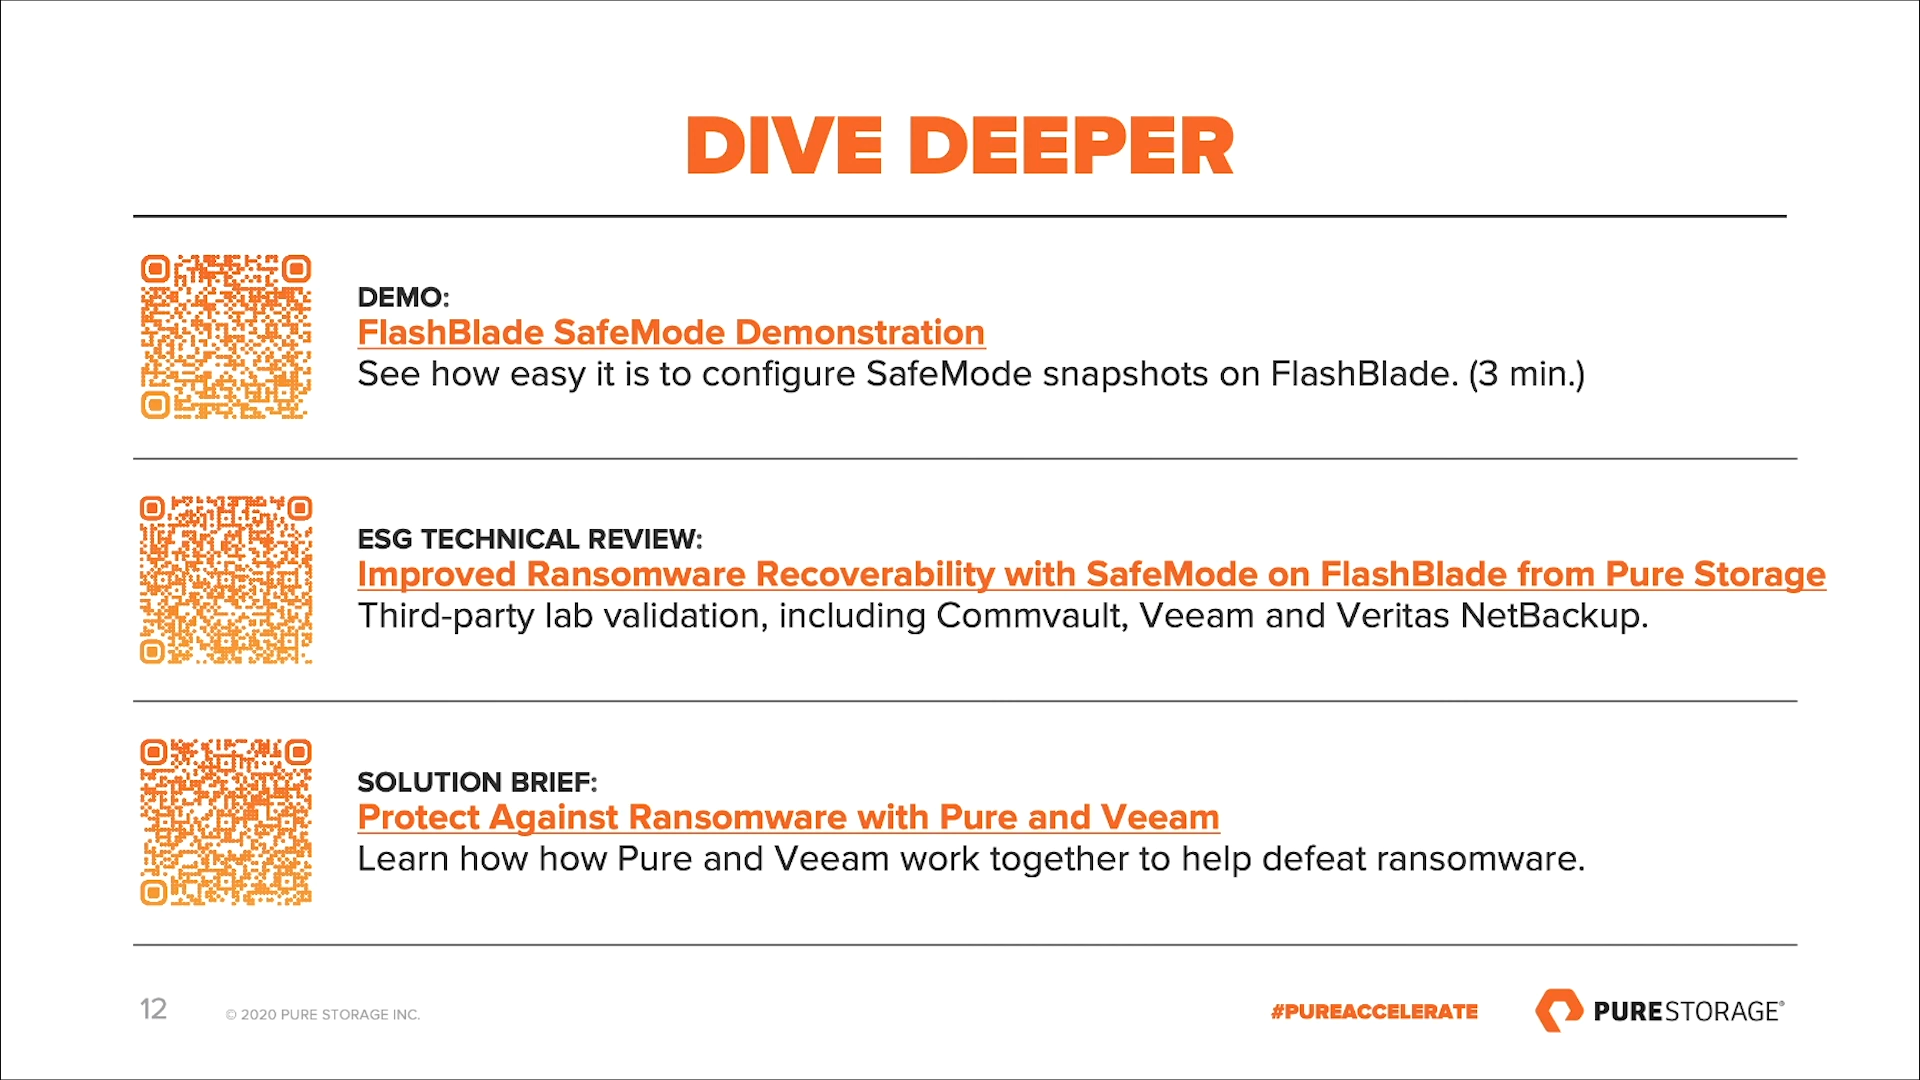 DIVE DEEPER
DEMO:
FlashBlade SafeMode Demonstration
See how easy it is to configure SafeMode snapshots on FlashBlade. (3 min.)
ESG TECHNICAL REVIEW:
Improved Ransomware Recoverability with SafeMode on FlashBlade from Pure Storage
Third-party lab validation, including Commvault, Veeam and Veritas NetBackup.
SOLUTION BRIEF:
Protect Against Ransomware with Pure and Veeam
Learn how how Pure and Veeam work together to help defeat ransomware.
12
© 2020 PURE STORAGE INC.
#PUREACCELERATE
PURESTORAGE®